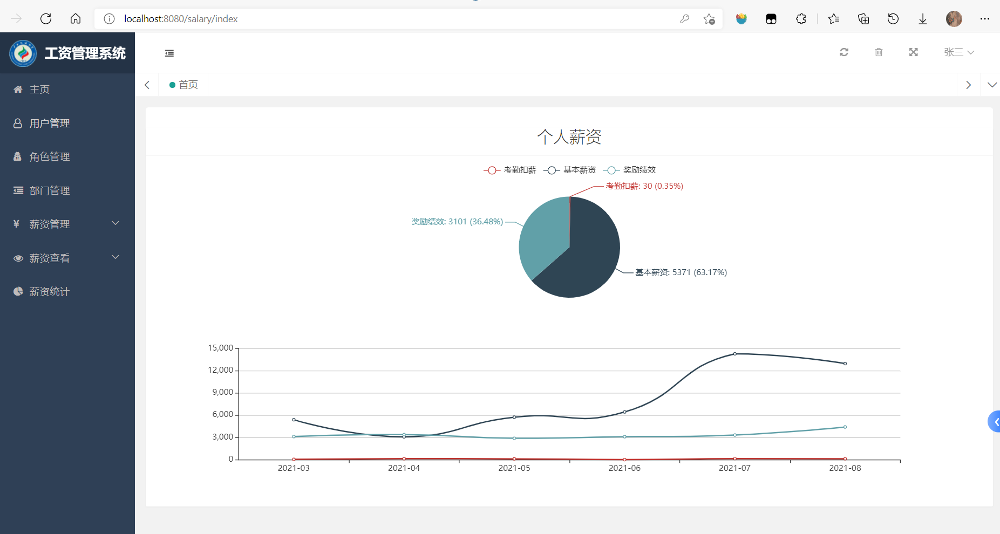 localhost:8080/salary/index
工资管理系统
张三
主页
用户管理
角色管理
部门管理
¥ 薪资管理
薪资查看
薪资统计
首页
个人薪资
考勤扣薪 基本薪资 奖励绩效
考勤扣薪: 30 (0.35%)
奖励绩效: 3101 (36.48%)
基本薪资: 5371 (63.17%)
15,000
12,000
9,000
6,000
3,000
0
2021-03 2021-04 2021-05 2021-06 2021-07 2021-08